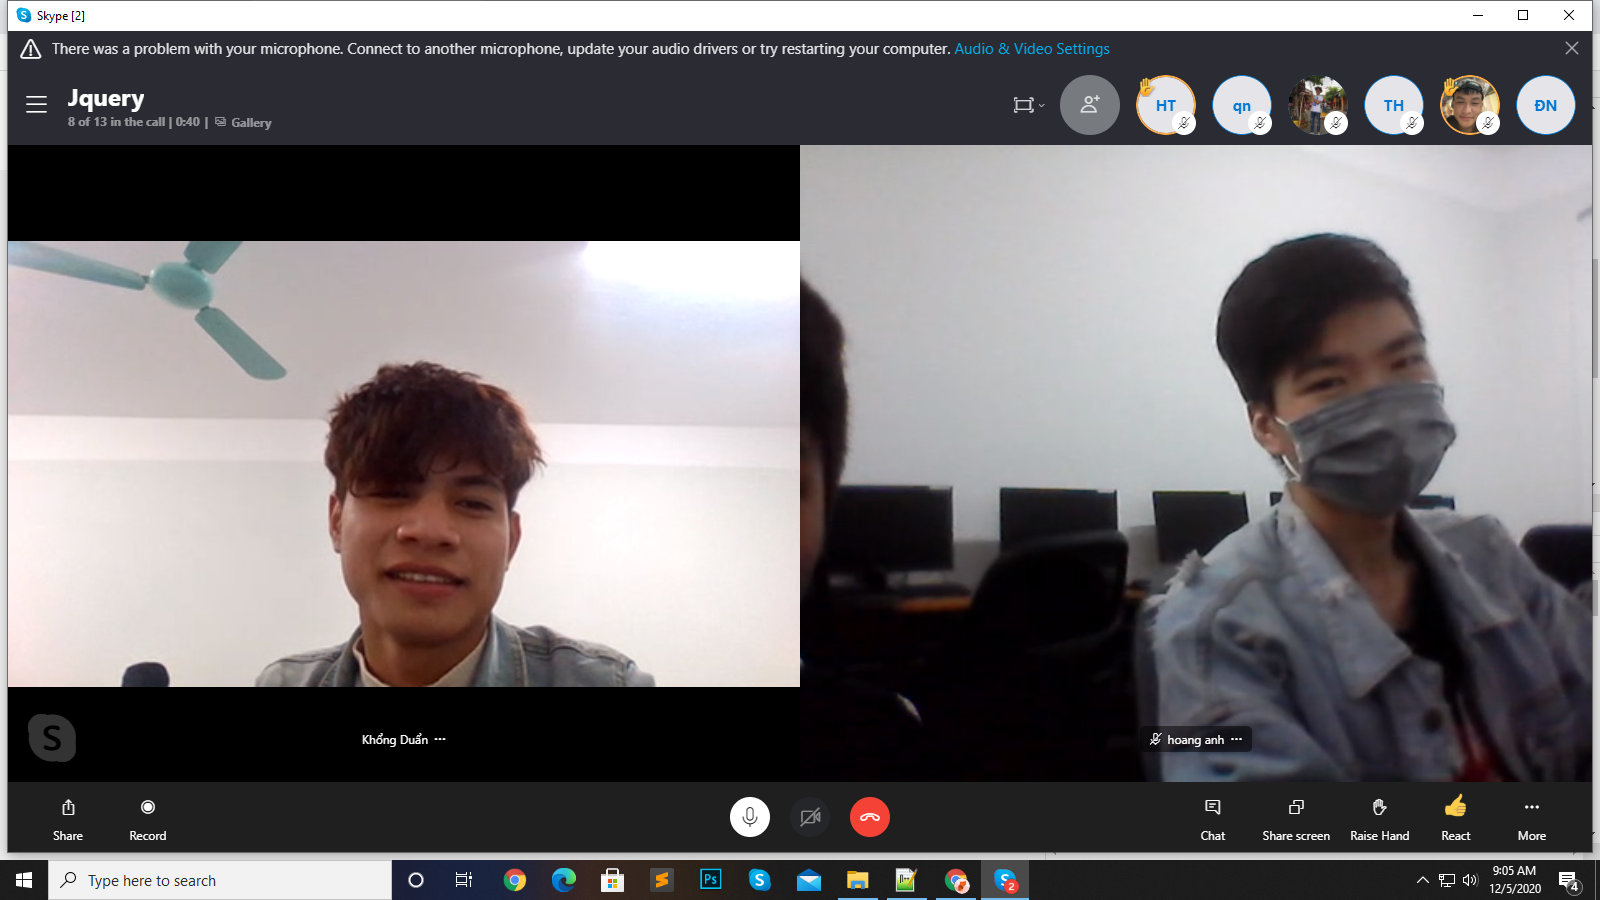 Skype [2]
There was a problem with your microphone. Connect to another microphone, update your audio drivers or try restarting your computer. Audio & Video Settings
Jquery
8 of 13 in the call | 0:40 | Gallery
HT
qn
TH
ĐN
S
Khổng Duẩn
hoang anh
Share
Record
Chat
Share screen
Raise Hand
React
More
Type here to search
Ps
S
2
9:05 AM
12/5/2020
4